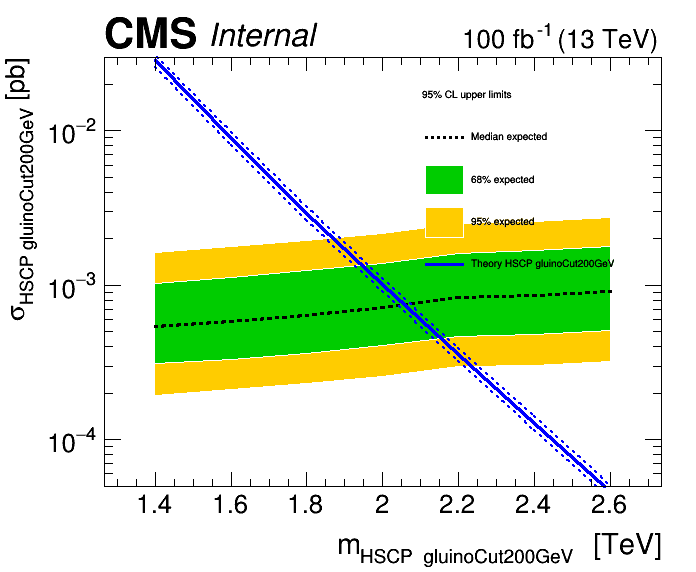 CMS Internal 100 fb⁻¹ (13 TeV)
σHSCP gluinoCut200GeV [pb]
10⁻²
10⁻³
10⁻⁴
95% CL upper limits
Median expected
68% expected
95% expected
Theory HSCP gluinoCut200GeV
1.4 1.6 1.8 2 2.2 2.4 2.6
mHSCP gluinoCut200GeV [TeV]